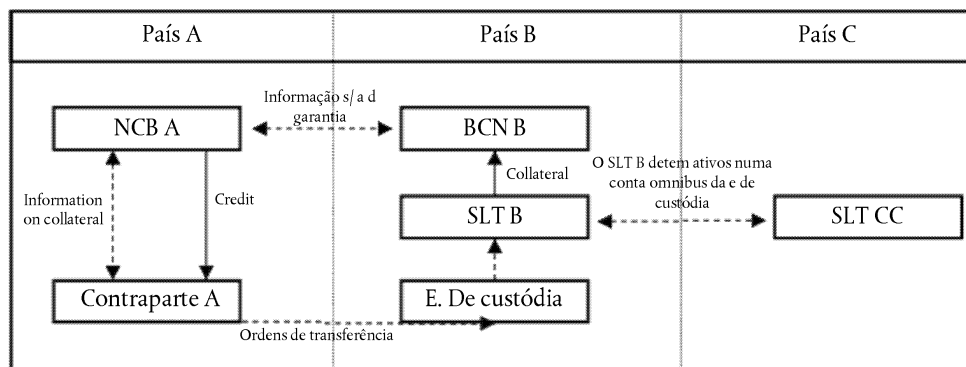 País A
País B
País C
Informação s/ a d
garantia
NCB A
BCN B
O SLT B detem ativos numa
conta omnibus da e de
custódia
Information
on collateral
Credit
Collateral
SLT B
SLT CC
Contraparte A
E. De custódia
Ordens de transferência